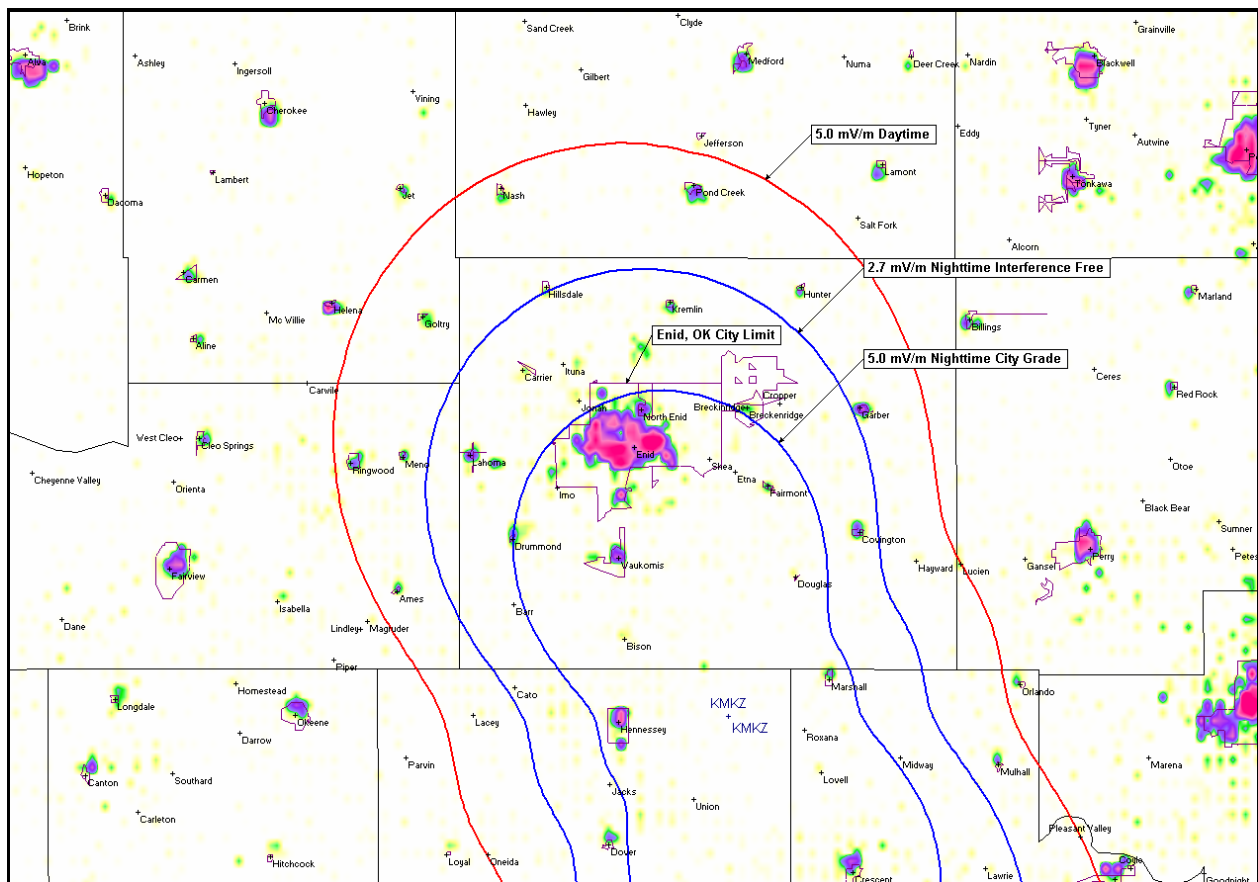 Brink
Sand Creek
Clyde
Grainville
Alva
Ashley
Ingersoll
Gilbert
Medford
Numa
Deer Creek
Nardin
Blackwell
Vining
Cherokee
Hawley
Tyner
Eddy
Autwine
5.0 mV/m Daytime
Jefferson
Hopeton
Lambert
Lamont
Tonkawa
Dacoma
Jet
Nash
Pond Creek
Salt Fork
Alcorn
2.7 mV/m Nighttime Interference Free
Carmen
Hillsdale
Hunter
Marland
Helena
Kremlin
Mc Willie
Goltry
Billings
Enid, OK City Limit
Aline
5.0 mV/m Nighttime City Grade
Carrier
Ituna
Ceres
Carwile
Red Rock
Jonah
North Enid
Breckinridge
Cropper
Breckenridge
Garber
West Cleo
Cleo Springs
Ringwood
Meno
Lahoma
Enid
Skea
Otoe
Cheyenne Valley
Orienta
Imo
Etna
Fairmont
Black Bear
Sumner
Drummond
Covington
Vaukomis
Perry
Petes
Gansel
Fairview
Hayward
Lucien
Douglas
Ames
Isabella
Barr
Dane
Lindley
Magruder
Bison
Piper
Marshall
Orlando
Homestead
Cato
Longdale
Okeene
Lacey
Hennessey
KMKZ
KMKZ
Roxana
Darrow
Parvin
Midway
Mulhall
Marena
Canton
Southard
Lovell
Jacks
Union
Carleton
Pleasant Valley
Hitchcock
Loyal
Oneida
Dover
Crescent
Lawrie
Goodnight